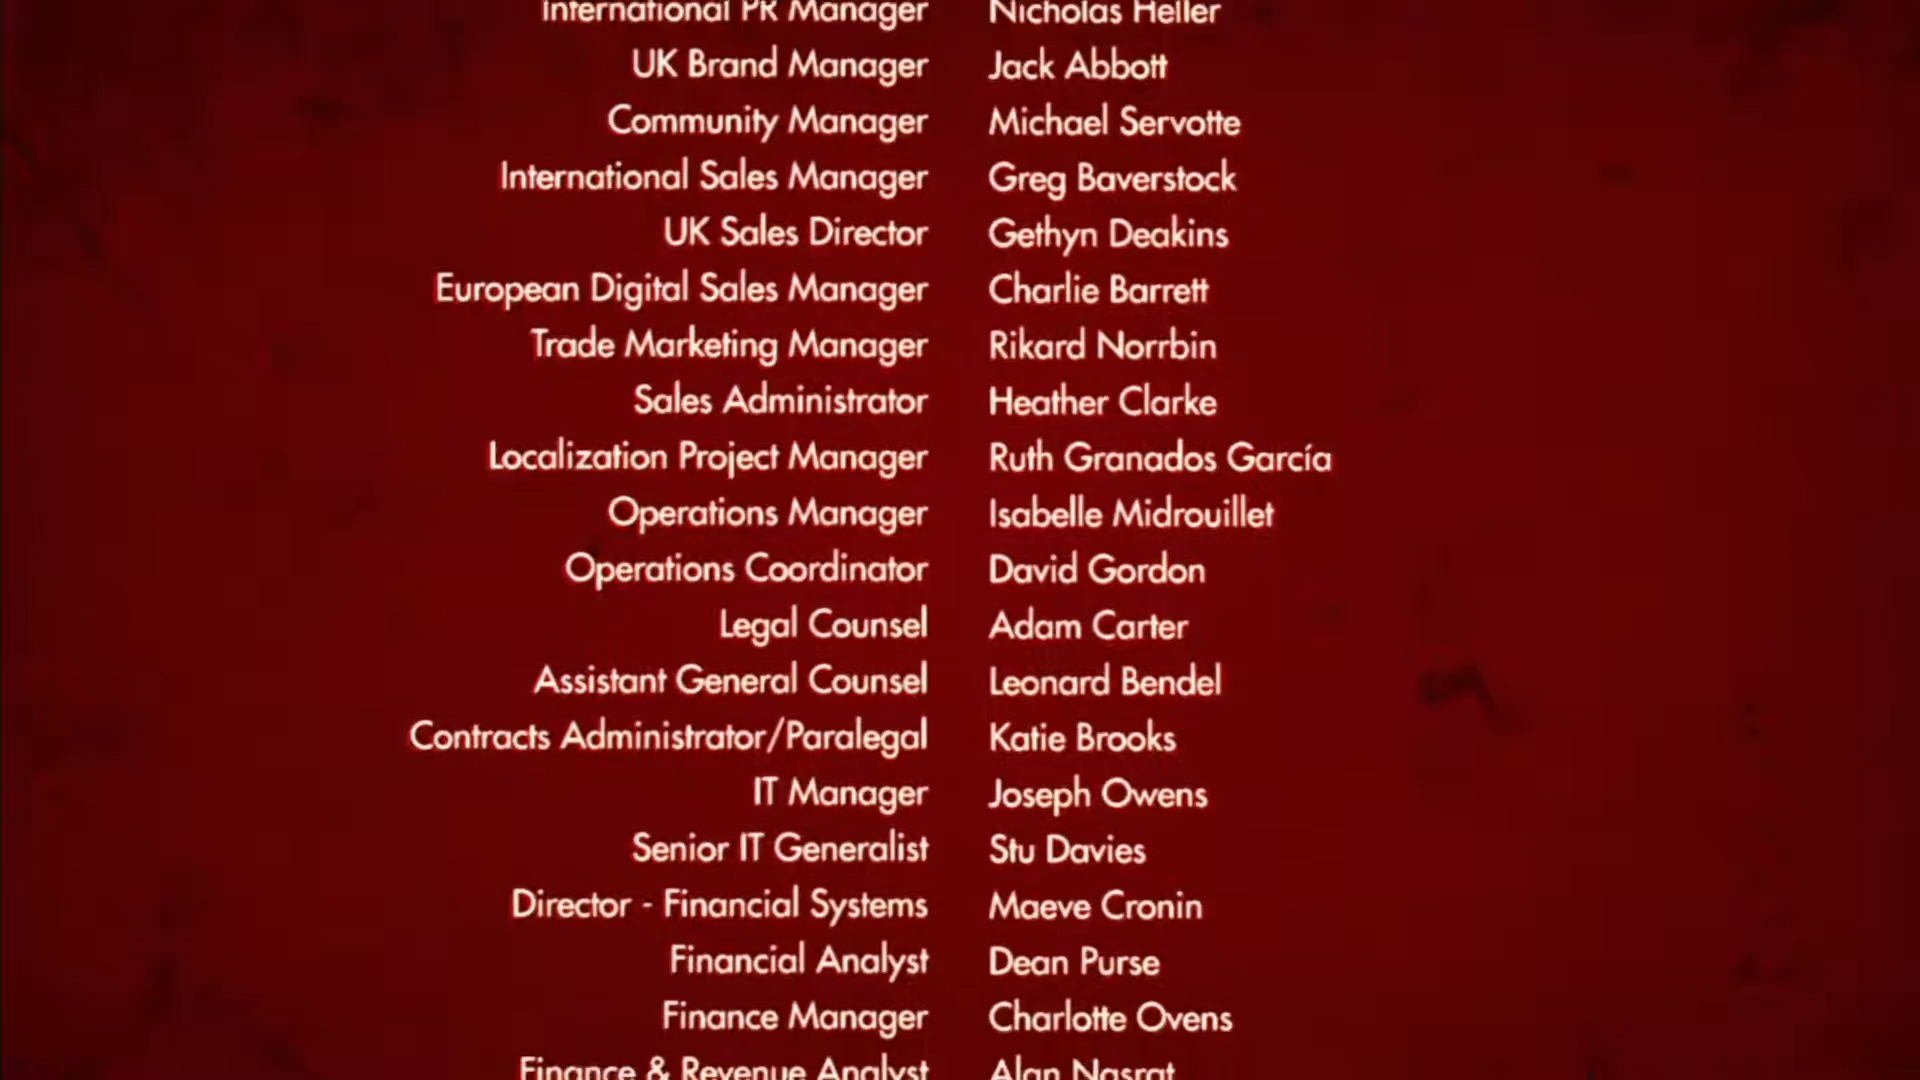 International PR Manager Nicholas Heller
UK Brand Manager Jack Abbott
Community Manager Michael Servotte
International Sales Manager Greg Baverstock
UK Sales Director Gethyn Deakins
European Digital Sales Manager Charlie Barrett
Trade Marketing Manager Rikard Norrbin
Sales Administrator Heather Clarke
Localization Project Manager Ruth Granados García
Operations Manager Isabelle Midrouillet
Operations Coordinator David Gordon
Legal Counsel Adam Carter
Assistant General Counsel Leonard Bendel
Contracts Administrator/Paralegal Katie Brooks
IT Manager Joseph Owens
Senior IT Generalist Stu Davies
Director - Financial Systems Maeve Cronin
Financial Analyst Dean Purse
Finance Manager Charlotte Ovens
Finance & Revenue Analyst Alan Nasrat